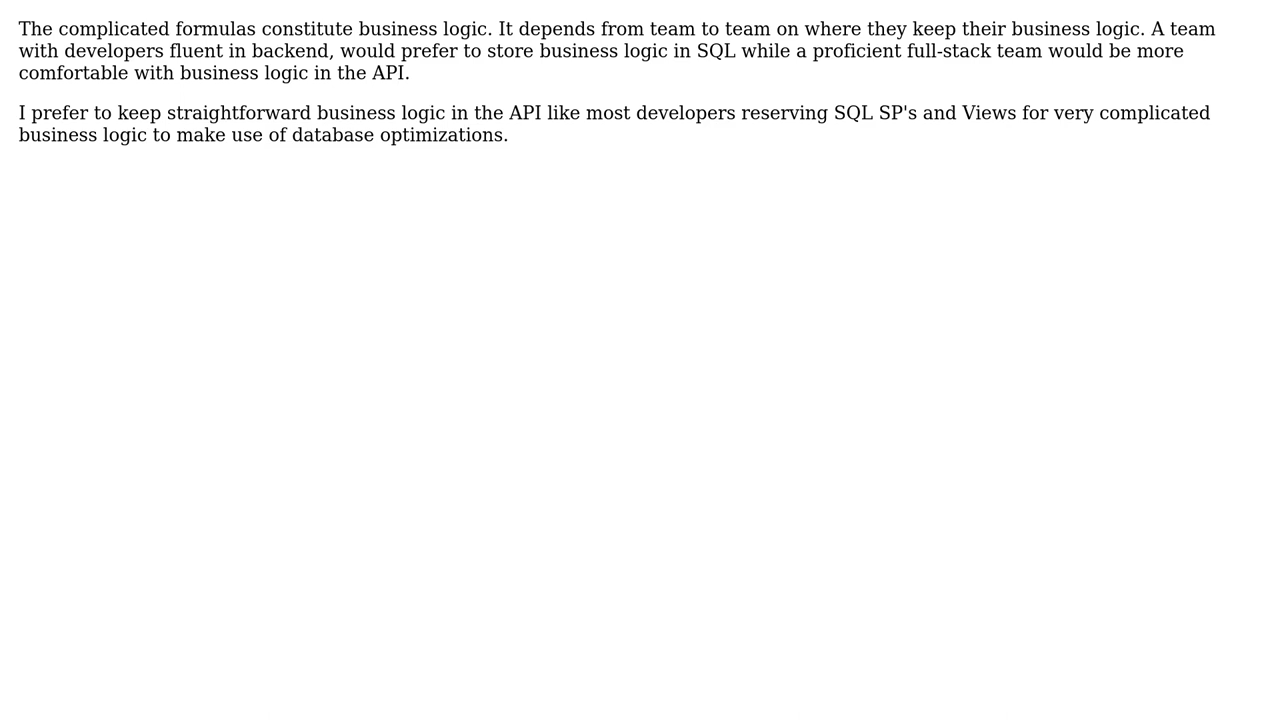 The complicated formulas constitute business logic. It depends from team to team on where they keep their business logic. A team
with developers fluent in backend, would prefer to store business logic in SQL while a proficient full-stack team would be more
comfortable with business logic in the API.
I prefer to keep straightforward business logic in the API like most developers reserving SQL SP's and Views for very complicated
business logic to make use of database optimizations.